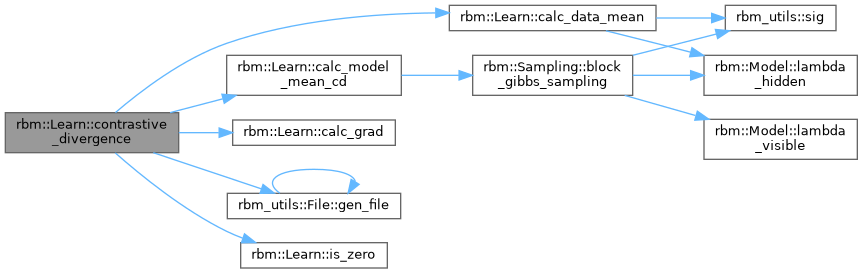 rbm::Learn::contrastive
_divergence
rbm::Learn::calc_data_mean
rbm::Learn::calc_model
_mean_cd
rbm::Learn::calc_grad
rbm_utils::File::gen_file
rbm::Learn::is_zero
rbm::Sampling::block
_gibbs_sampling
rbm_utils::sig
rbm::Model::lambda
_hidden
rbm::Model::lambda
_visible